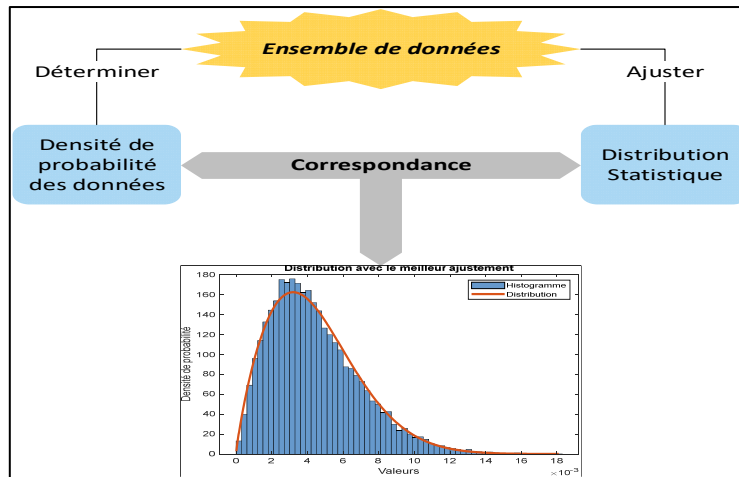 Ensemble de données
Déterminer
Ajuster
Densité de
probabilité
des données
Correspondance
Distribution
Statistique
Distribution avec le meilleur ajustement
Histogramme
Distribution
Densité de probabilité
180
160
140
120
100
80
60
40
20
0
0 2 4 6 8 10 12 14 16 18
Valeurs
×10⁻³